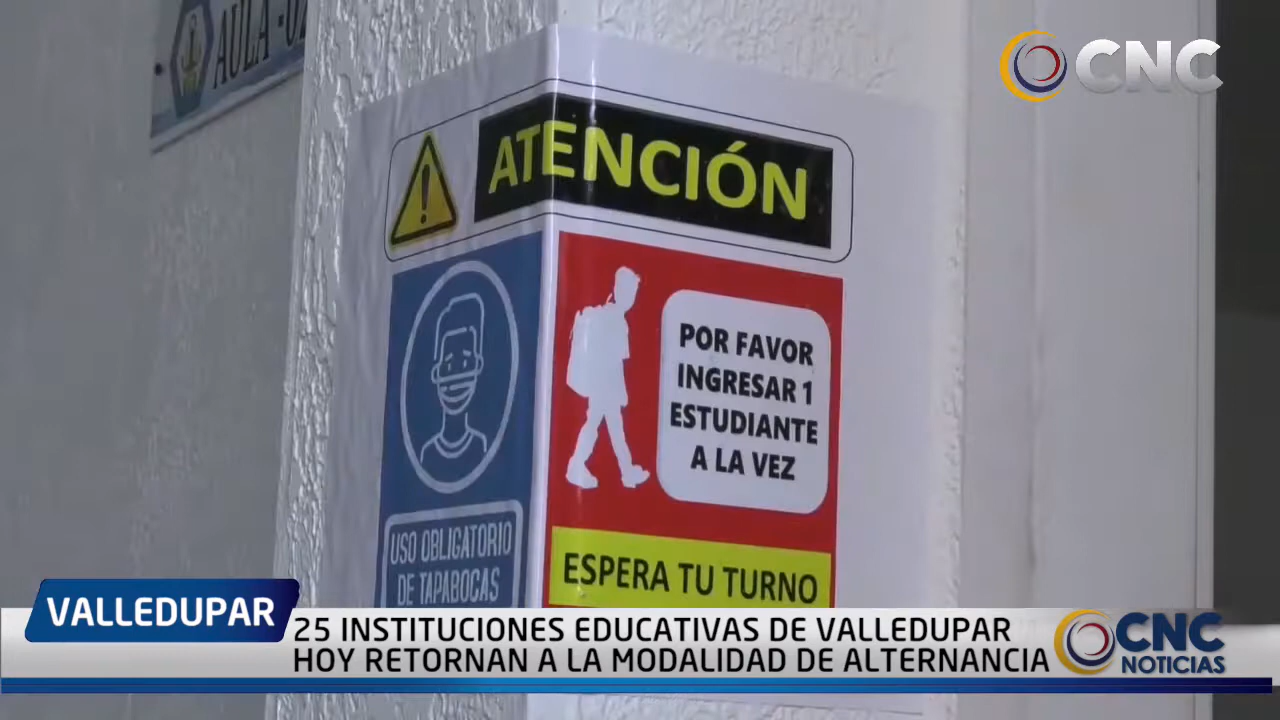 AULA
CNC
ATENCIÓN
POR FAVOR
INGRESAR 1
ESTUDIANTE
A LA VEZ
USO OBLIGATORIO
DE TAPABOCAS
ESPERA TU TURNO
VALLEDUPAR
25 INSTITUCIONES EDUCATIVAS DE VALLEDUPAR
HOY RETORNAN A LA MODALIDAD DE ALTERNANCIA
CNC
NOTICIAS